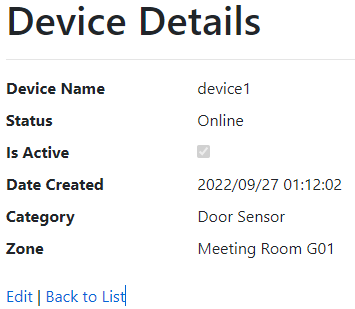 Device Details
Device Name device1
Status Online
Is Active
Date Created 2022/09/27 01:12:02
Category Door Sensor
Zone Meeting Room G01
Edit | Back to List